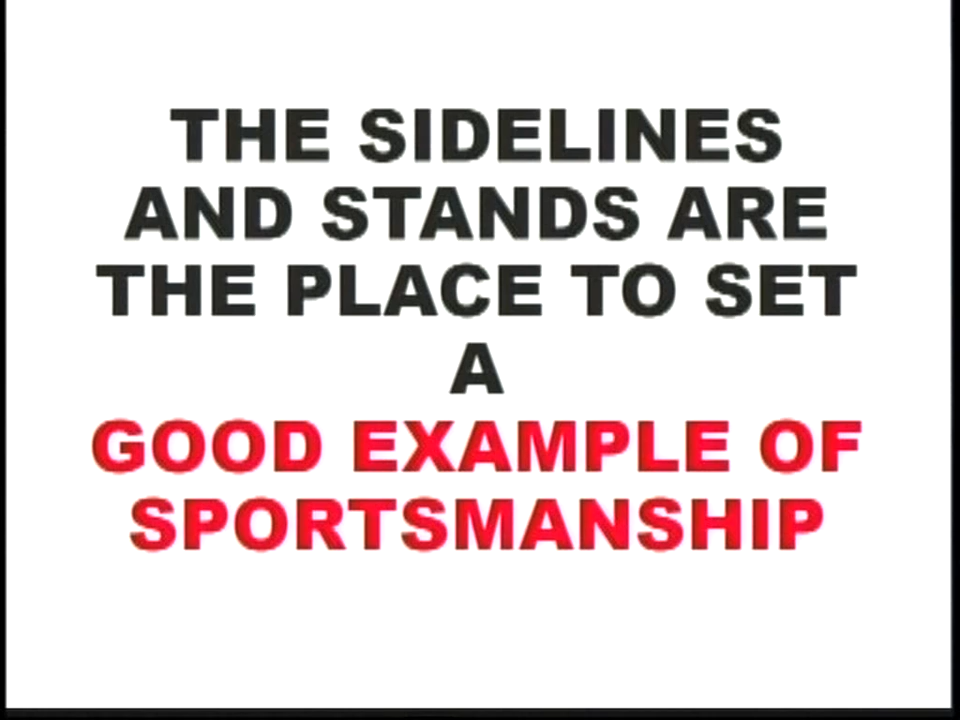 THE SIDELINES
AND STANDS ARE
THE PLACE TO SET
A
GOOD EXAMPLE OF
SPORTSMANSHIP